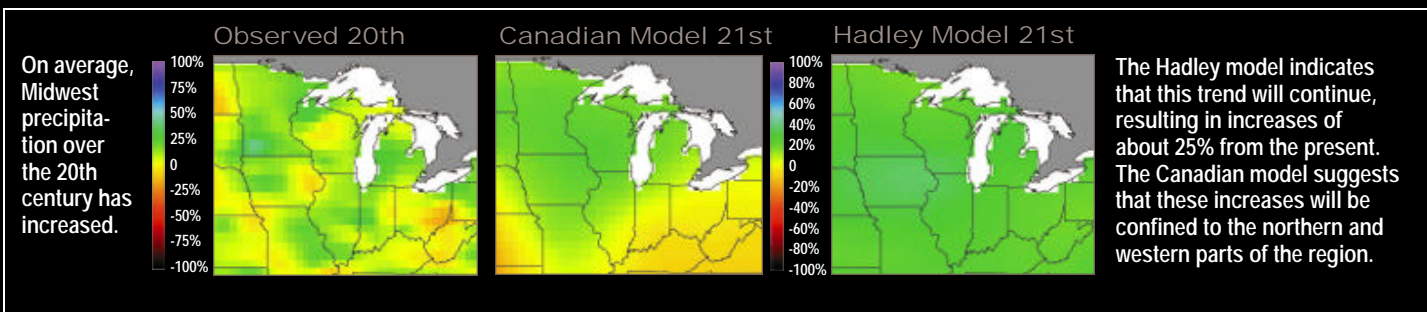 On average,
Midwest
precipita-
tion over
the 20th
century has
increased.
Observed 20th
100%
75%
50%
25%
0
-25%
-50%
-75%
-100%
Canadian Model 21st
100%
80%
60%
40%
20%
0
-20%
-40%
-60%
-80%
-100%
Hadley Model 21st
The Hadley model indicates
that this trend will continue,
resulting in increases of
about 25% from the present.
The Canadian model suggests
that these increases will be
confined to the northern and
western parts of the region.